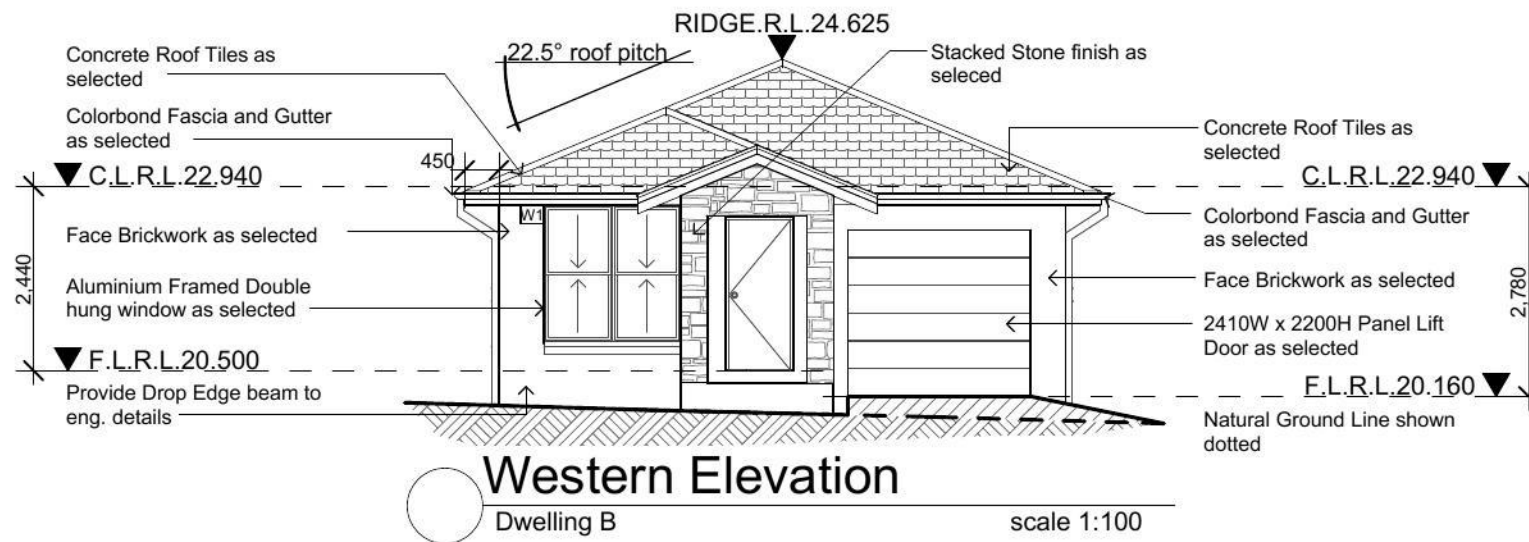 RIDGE.R.L.24.625
22.5° roof pitch
Concrete Roof Tiles as
selected
Colorbond Fascia and Gutter
as selected
450
C.L.R.L.22.940
W1
Face Brickwork as selected
2,440
Aluminium Framed Double
hung window as selected
F.L.R.L.20.500
Provide Drop Edge beam to
eng. details
Stacked Stone finish as
seleced
Concrete Roof Tiles as
selected
C.L.R.L.22.940
Colorbond Fascia and Gutter
as selected
Face Brickwork as selected
2,780
2410W x 2200H Panel Lift
Door as selected
F.L.R.L.20.160
Natural Ground Line shown
dotted
Western Elevation
Dwelling B
scale 1:100